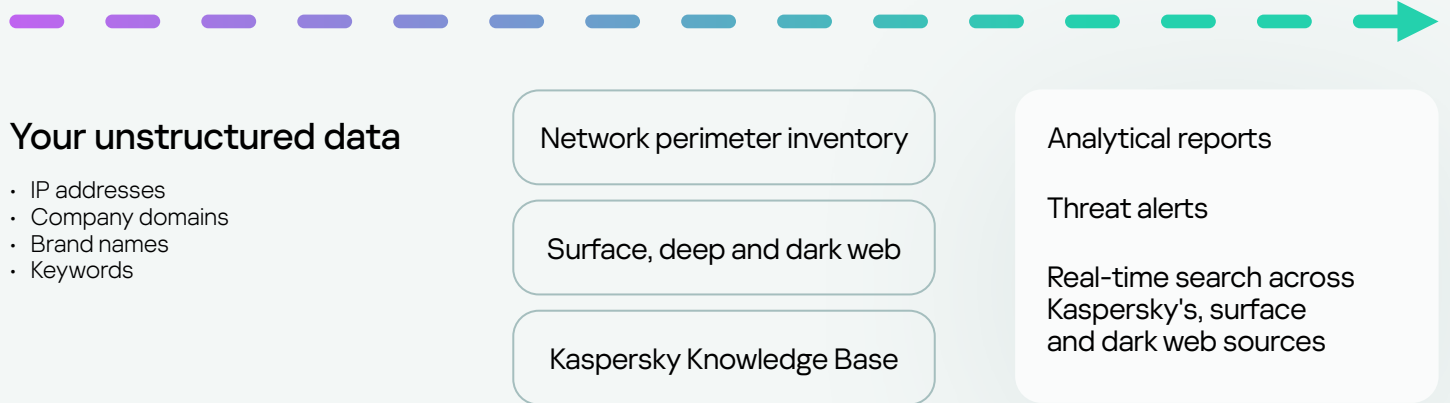 Your unstructured data
· IP addresses
· Company domains
· Brand names
· Keywords
Network perimeter inventory
Surface, deep and dark web
Kaspersky Knowledge Base
Analytical reports
Threat alerts
Real-time search across
Kaspersky's, surface
and dark web sources